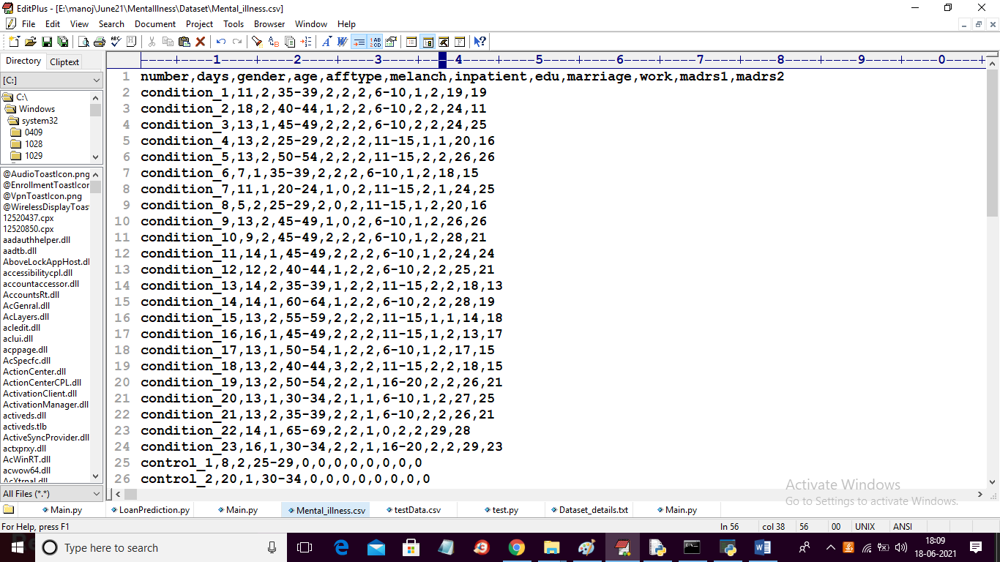 EditPlus - [E:\manoj\June21\MentalIllness\Dataset\Mental_illness.csv]
File Edit View Search Document Project Tools Browser Window Help
Directory Cliptext
[C:]
C:\
Windows
system32
0409
1028
1029
@AudioToastIcon.png
@EnrollmentToastIcor
@VpnToastIcon.png
@WirelessDisplayToas
12520437.cpx
12520850.cpx
aadauthhelper.dll
aadtb.dll
AboveLockAppHost.dl
accessibilitycpl.dll
accountaccessor.dll
AccountsRt.dll
AcGenral.dll
AcLayers.dll
acledit.dll
aclui.dll
acppage.dll
AcSpecfc.dll
ActionCenter.dll
ActionCenterCPL.dll
ActivationClient.dll
ActivationManager.dll
activeds.dll
activeds.tlb
ActiveSyncProvider.dll
actxprxy.dll
AcWinRT.dll
acwow64.dll
AcXtrnal.dll
All Files (*.*)
----+----1----+----2----+----3----+----4----+----5----+----6----+----7----+----8----+----9----+----0----+--
1 number,days,gender,age,afftype,melanch,inpatient,edu,marriage,work,madrs1,madrs2
2 condition_1,11,2,35-39,2,2,2,6-10,1,2,19,19
3 condition_2,18,2,40-44,1,2,2,6-10,2,2,24,11
4 condition_3,13,1,45-49,2,2,2,6-10,2,2,24,25
5 condition_4,13,2,25-29,2,2,2,11-15,1,1,20,16
6 condition_5,13,2,50-54,2,2,2,11-15,2,2,26,26
7 condition_6,7,1,35-39,2,2,2,6-10,1,2,18,15
8 condition_7,11,1,20-24,1,0,2,11-15,2,1,24,25
9 condition_8,5,2,25-29,2,0,2,11-15,1,2,20,16
10 condition_9,13,2,45-49,1,0,2,6-10,1,2,26,26
11 condition_10,9,2,45-49,2,2,2,6-10,1,2,28,21
12 condition_11,14,1,45-49,2,2,2,6-10,1,2,24,24
13 condition_12,12,2,40-44,1,2,2,6-10,2,2,25,21
14 condition_13,14,2,35-39,1,2,2,11-15,2,2,18,13
15 condition_14,14,1,60-64,1,2,2,6-10,2,2,28,19
16 condition_15,13,2,55-59,2,2,2,11-15,1,1,14,18
17 condition_16,16,1,45-49,2,2,2,11-15,1,2,13,17
18 condition_17,13,1,50-54,1,2,2,6-10,1,2,17,15
19 condition_18,13,2,40-44,3,2,2,11-15,2,2,18,15
20 condition_19,13,2,50-54,2,2,1,16-20,2,2,26,21
21 condition_20,13,1,30-34,2,1,1,6-10,1,2,27,25
22 condition_21,13,2,35-39,2,2,1,6-10,2,2,26,21
23 condition_22,14,1,65-69,2,2,1,0,2,2,29,28
24 condition_23,16,1,30-34,2,2,1,16-20,2,2,29,23
25 control_1,8,2,25-29,0,0,0,0,0,0,0,0
26 control_2,20,1,30-34,0,0,0,0,0,0,0,0
Activate Windows
Go to Settings to activate Windows.
Main.py LoanPrediction.py Main.py Mental_illness.csv testData.csv test.py Dataset_details.txt Main.py
For Help, press F1 ln 56 col 38 56 00 UNIX ANSI
Type here to search
18:09
18-06-2021